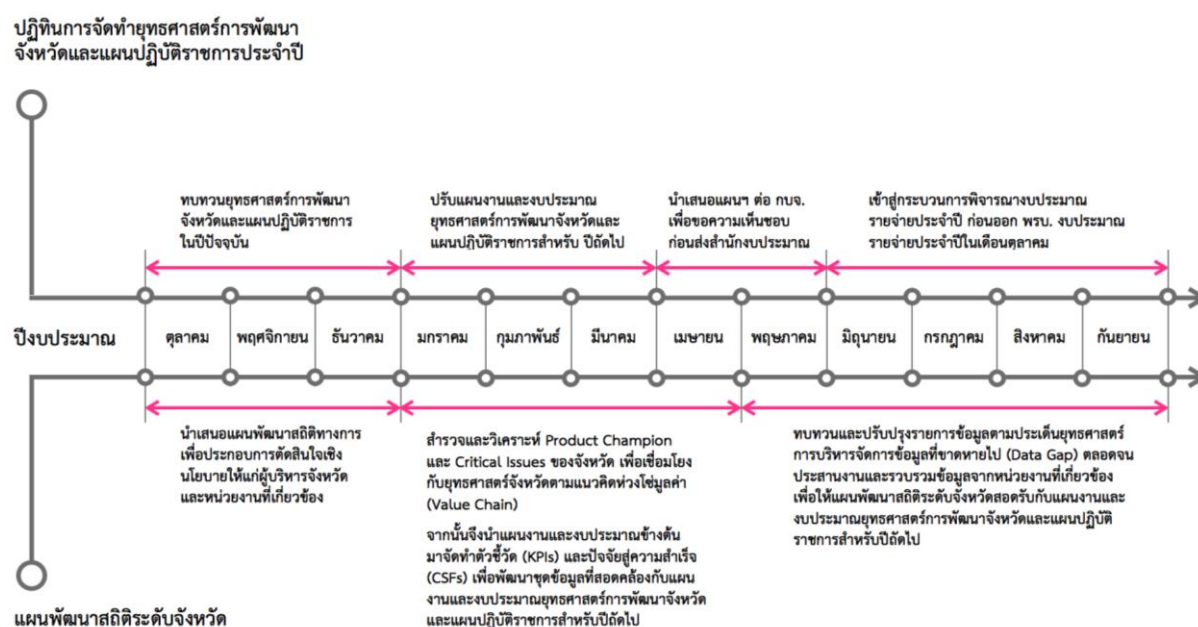 ปฏิทินการจัดทำยุทธศาสตร์การพัฒนา
จังหวัดและแผนปฏิบัติราชการประจำปี
ทบทวนยุทธศาสตร์การพัฒนา
จังหวัดและแผนปฏิบัติราชการ
ในปีปัจจุบัน
ปรับแผนงานและงบประมาณ
ยุทธศาสตร์การพัฒนาจังหวัดและ
แผนปฏิบัติราชการสำหรับ ปีถัดไป
นำเสนอแผนฯ ต่อ กบจ.
เพื่อขอความเห็นชอบ
ก่อนส่งสำนักงบประมาณ
เข้าสู่กระบวนการพิจารณางบประมาณ
รายจ่ายประจำปี ก่อนออก พรบ. งบประมาณ
รายจ่ายประจำปีในเดือนตุลาคม
ปีงบประมาณ
ตุลาคม
พฤศจิกายน
ธันวาคม
มกราคม
กุมภาพันธ์
มีนาคม
เมษายน
พฤษภาคม
มิถุนายน
กรกฎาคม
สิงหาคม
กันยายน
นำเสนอแผนพัฒนาสถิติทางการ
เพื่อประกอบการตัดสินใจเชิง
นโยบายให้แก่ผู้บริหารจังหวัด
และหน่วยงานที่เกี่ยวข้อง
สำรวจและวิเคราะห์ Product Champion
และ Critical Issues ของจังหวัด เพื่อเชื่อมโยง
กับยุทธศาสตร์จังหวัดตามแนวคิดห่วงโซ่มูลค่า
(Value Chain)
จากนั้นจึงนำแผนงานและงบประมาณข้างต้น
มาจัดทำตัวชี้วัด (KPIs) และปัจจัยสู่ความสำเร็จ
(CSFs) เพื่อพัฒนาชุดข้อมูลที่สอดคล้องกับแผน
งานและงบประมาณยุทธศาสตร์การพัฒนาจังหวัด
และแผนปฏิบัติราชการสำหรับปีถัดไป
ทบทวนและปรับปรุงรายการข้อมูลตามประเด็นยุทธศาสตร์
การบริหารจัดการข้อมูลที่ขาดหายไป (Data Gap) ตลอดจน
ประสานงานและรวบรวมข้อมูลจากหน่วยงานที่เกี่ยวข้อง
เพื่อให้แผนพัฒนาสถิติระดับจังหวัดสอดรับกับแผนงานและ
งบประมาณยุทธศาสตร์การพัฒนาจังหวัดและแผนปฏิบัติ
ราชการสำหรับปีถัดไป
แผนพัฒนาสถิติระดับจังหวัด